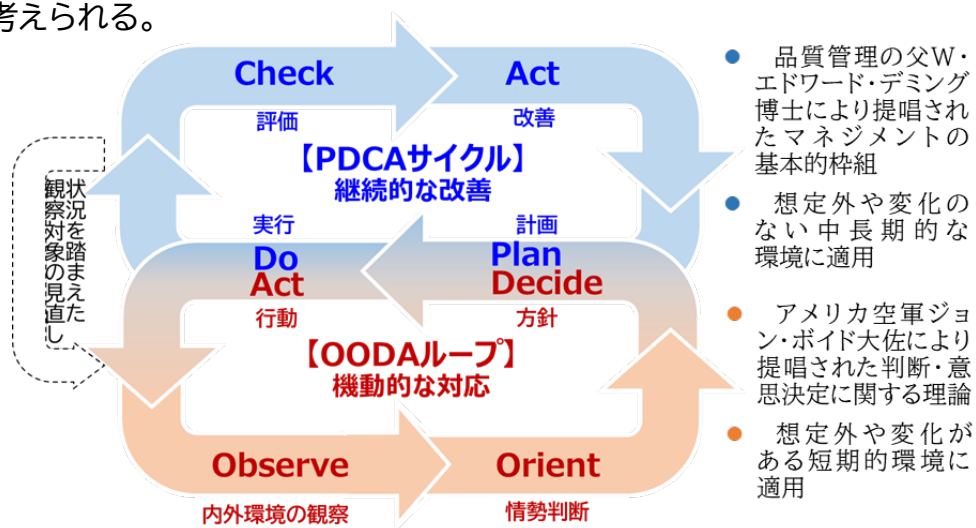 考えられる。
Check
評価
Act
改善
【PDCAサイクル】
継続的な改善
実行
Do
Act
行動
計画
Plan
Decide
方針
【OODAループ】
機動的な対応
Observe
内外環境の観察
Orient
情勢判断
状況を踏まえた
観察対象の見直し
● 品質管理の父W・
エドワード・デミング
博士により提唱され
たマネジメントの
基本的枠組
● 想定外や変化の
ない中長期的な
環境に適用
● アメリカ空軍ジョ
ン・ボイド大佐により
提唱された判断・意
思決定に関する理論
● 想定外や変化が
ある短期的環境に
適用